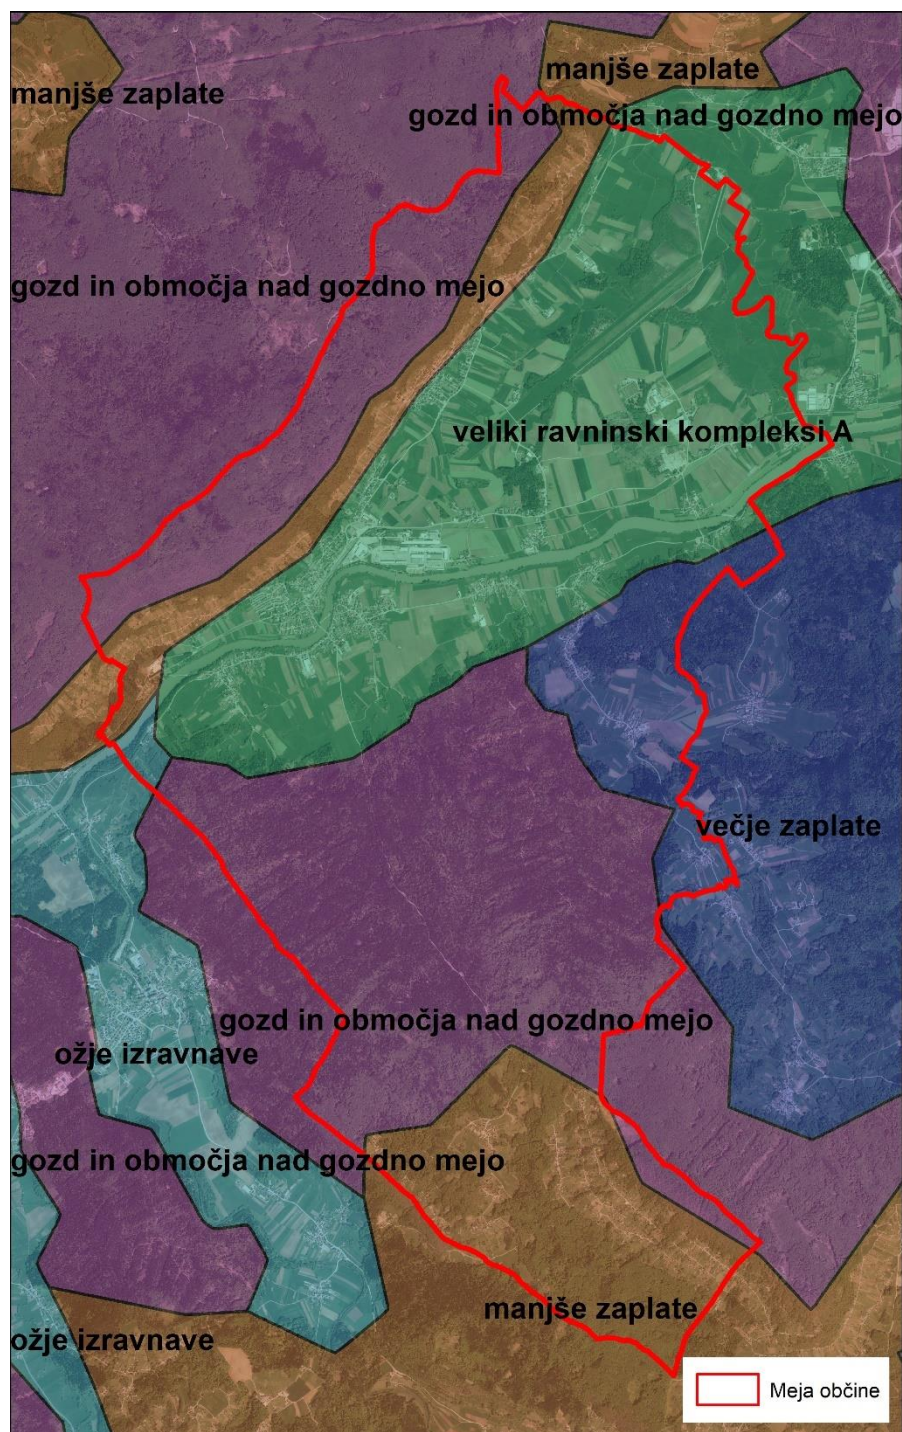 manjše zaplate
manjše zaplate
gozd in območja nad gozdno mejo
gozd in območja nad gozdno mejo
veliki ravninski kompleksi A
večje zaplate
gozd in območja nad gozdno mejo
ožje izravnave
gozd in območja nad gozdno mejo
manjše zaplate
ožje izravnave
Meja občine